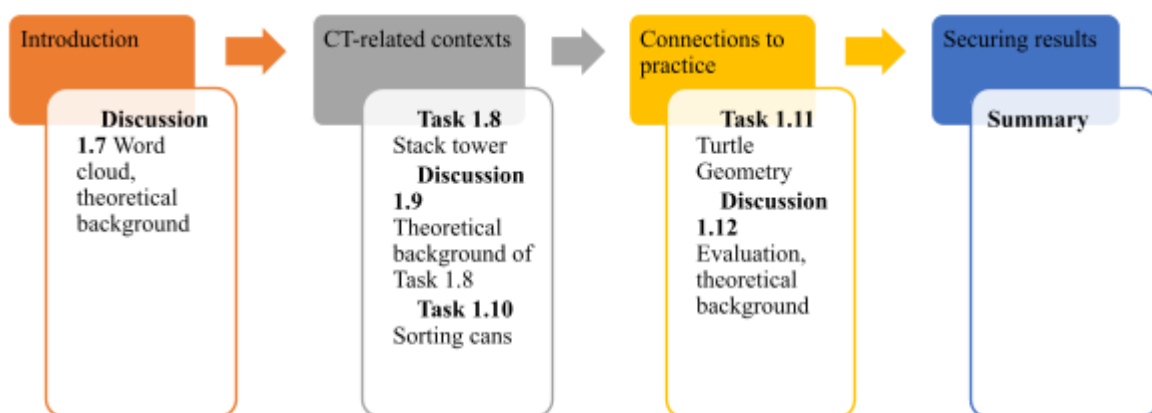 Introduction
Discussion
1.7 Word
cloud,
theoretical
background
CT-related contexts
Task 1.8
Stack tower
Discussion
1.9
Theoretical
background of
Task 1.8
Task 1.10
Sorting cans
Connections to
practice
Task 1.11
Turtle
Geometry
Discussion
1.12
Evaluation,
theoretical
background
Securing results
Summary